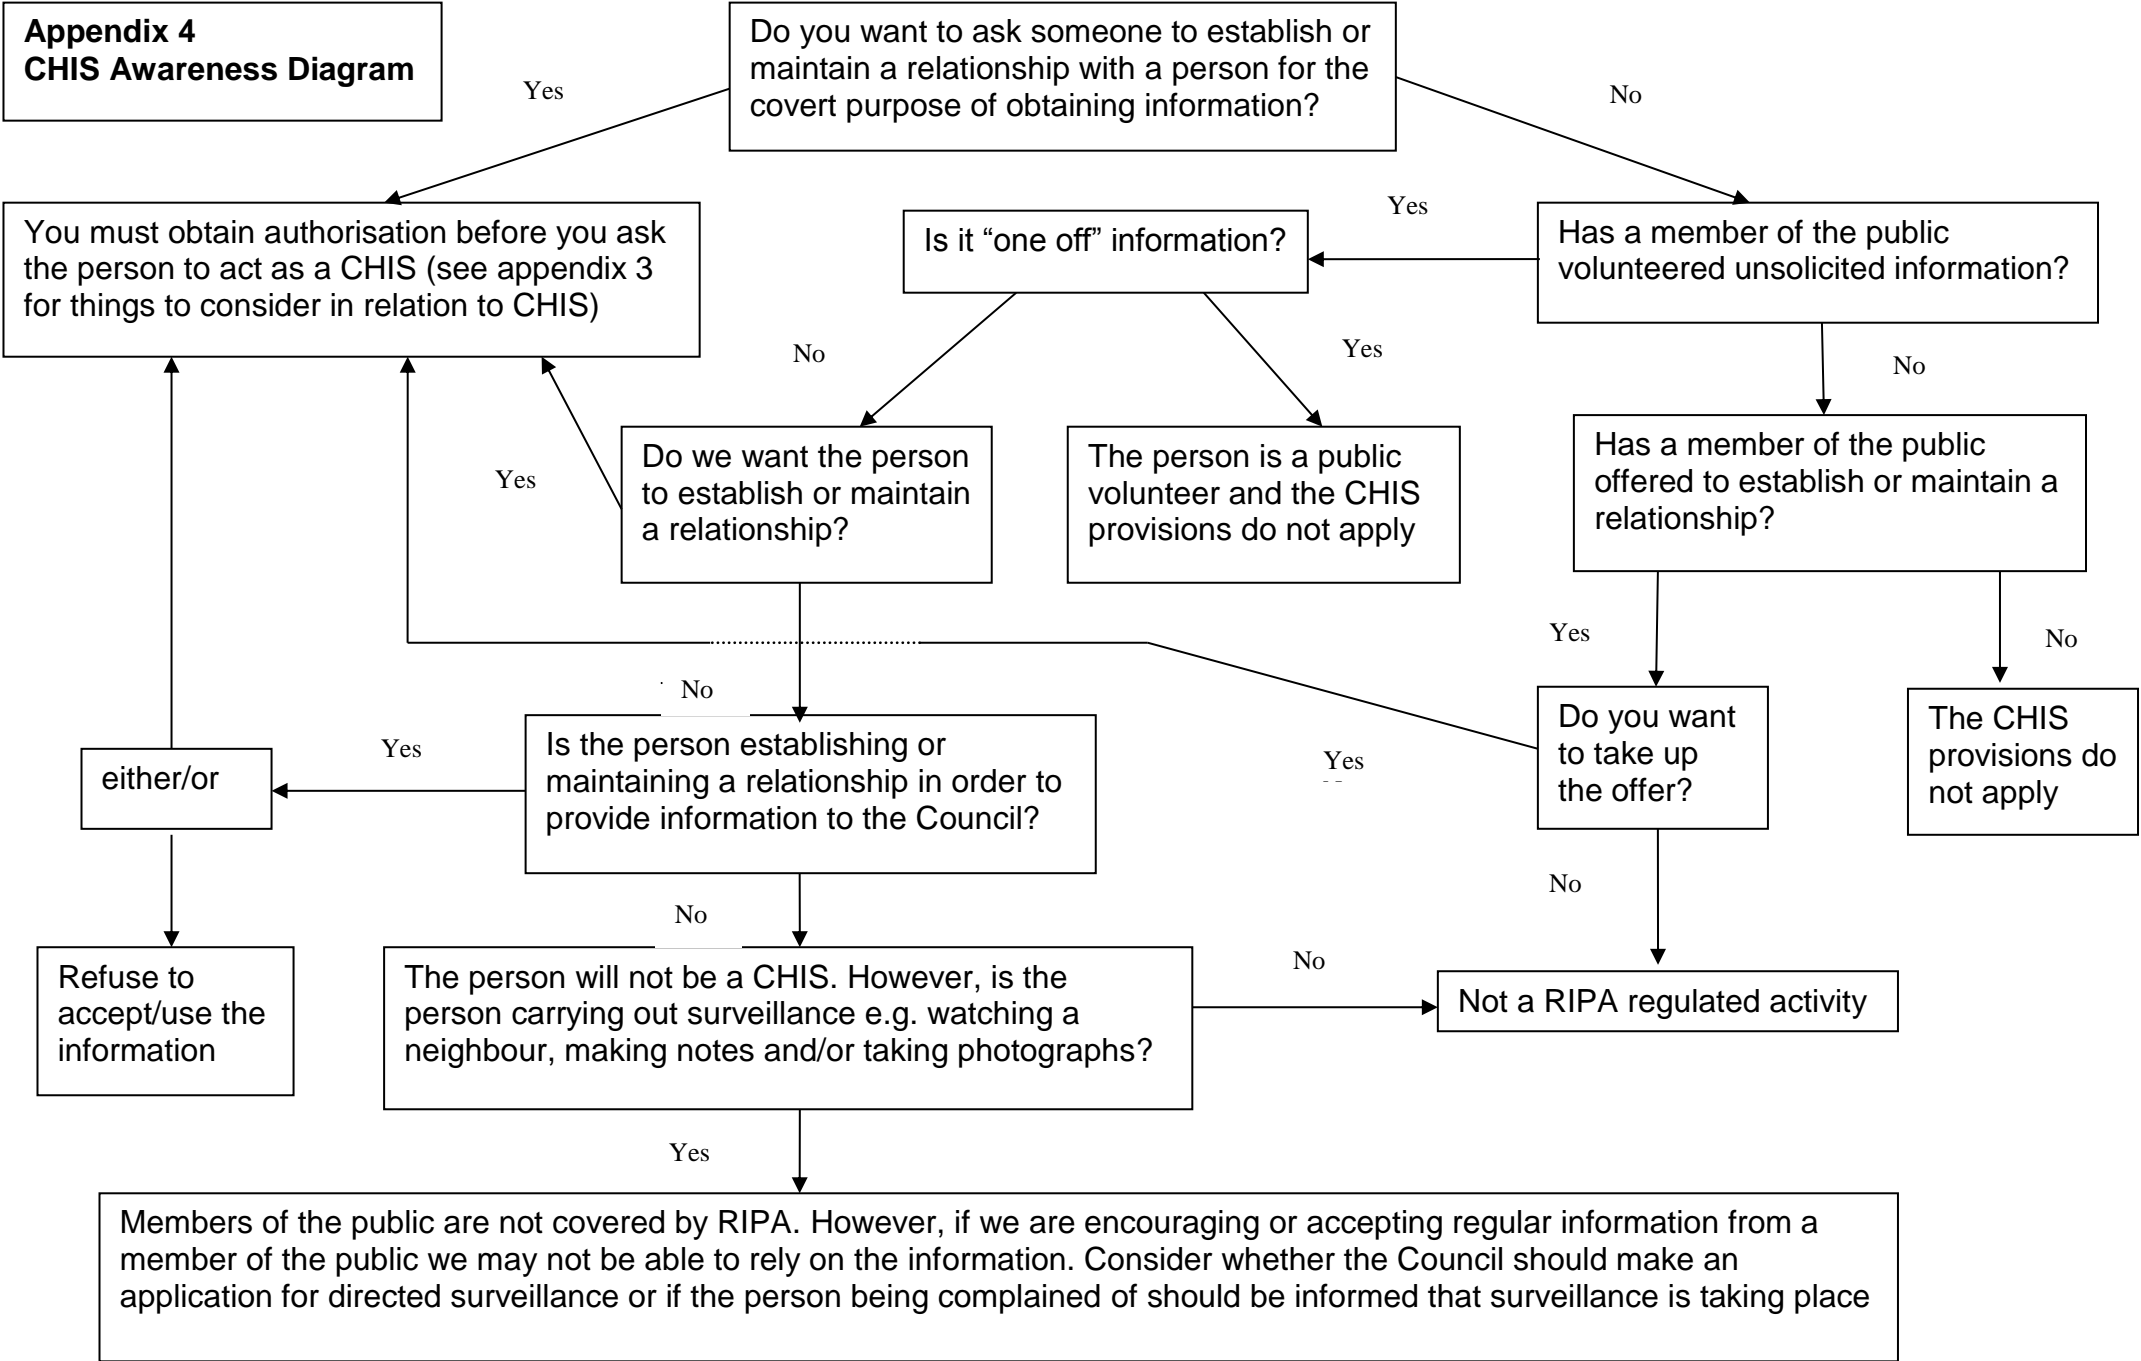 Appendix 4
CHIS Awareness Diagram
Do you want to ask someone to establish or
maintain a relationship with a person for the
covert purpose of obtaining information?
Yes
No
You must obtain authorisation before you ask
the person to act as a CHIS (see appendix 3
for things to consider in relation to CHIS)
Is it “one off” information?
Yes
Has a member of the public
volunteered unsolicited information?
No
Yes
No
Do we want the person
to establish or maintain
a relationship?
Yes
The person is a public
volunteer and the CHIS
provisions do not apply
Has a member of the public
offered to establish or maintain a
relationship?
Yes
No
No
Is the person establishing or
maintaining a relationship in order to
provide information to the Council?
Yes
either/or
Yes
Do you want
to take up
the offer?
The CHIS
provisions do
not apply
No
No
Refuse to
accept/use the
information
The person will not be a CHIS. However, is the
person carrying out surveillance e.g. watching a
neighbour, making notes and/or taking photographs?
No
Not a RIPA regulated activity
Yes
Members of the public are not covered by RIPA. However, if we are encouraging or accepting regular information from a
member of the public we may not be able to rely on the information. Consider whether the Council should make an
application for directed surveillance or if the person being complained of should be informed that surveillance is taking place